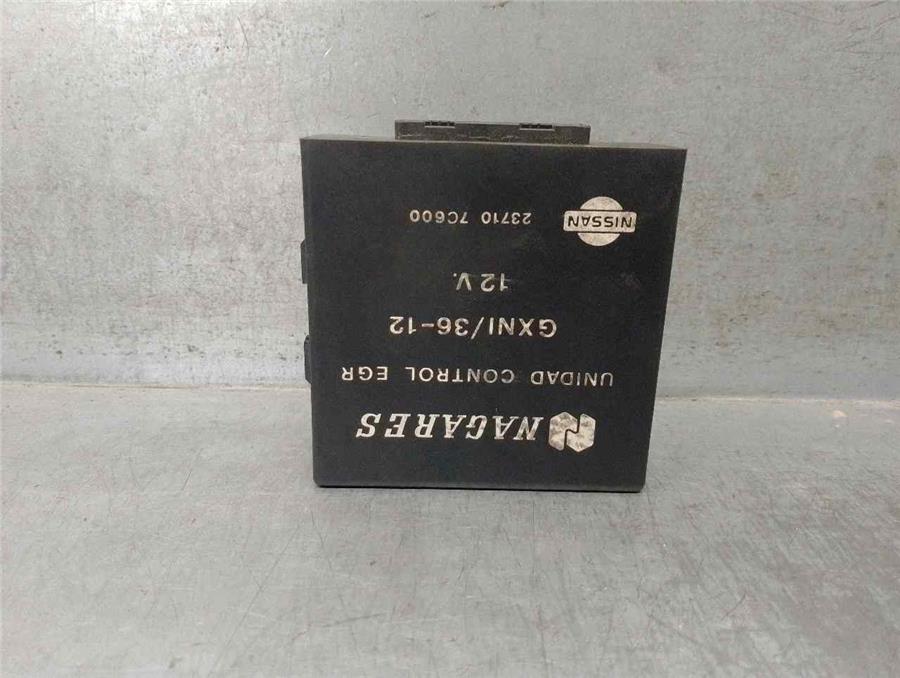 NAGARES
UNIDAD CONTROL EGR
GXNI/36-12
12 V.
NISSAN 23710 7C600